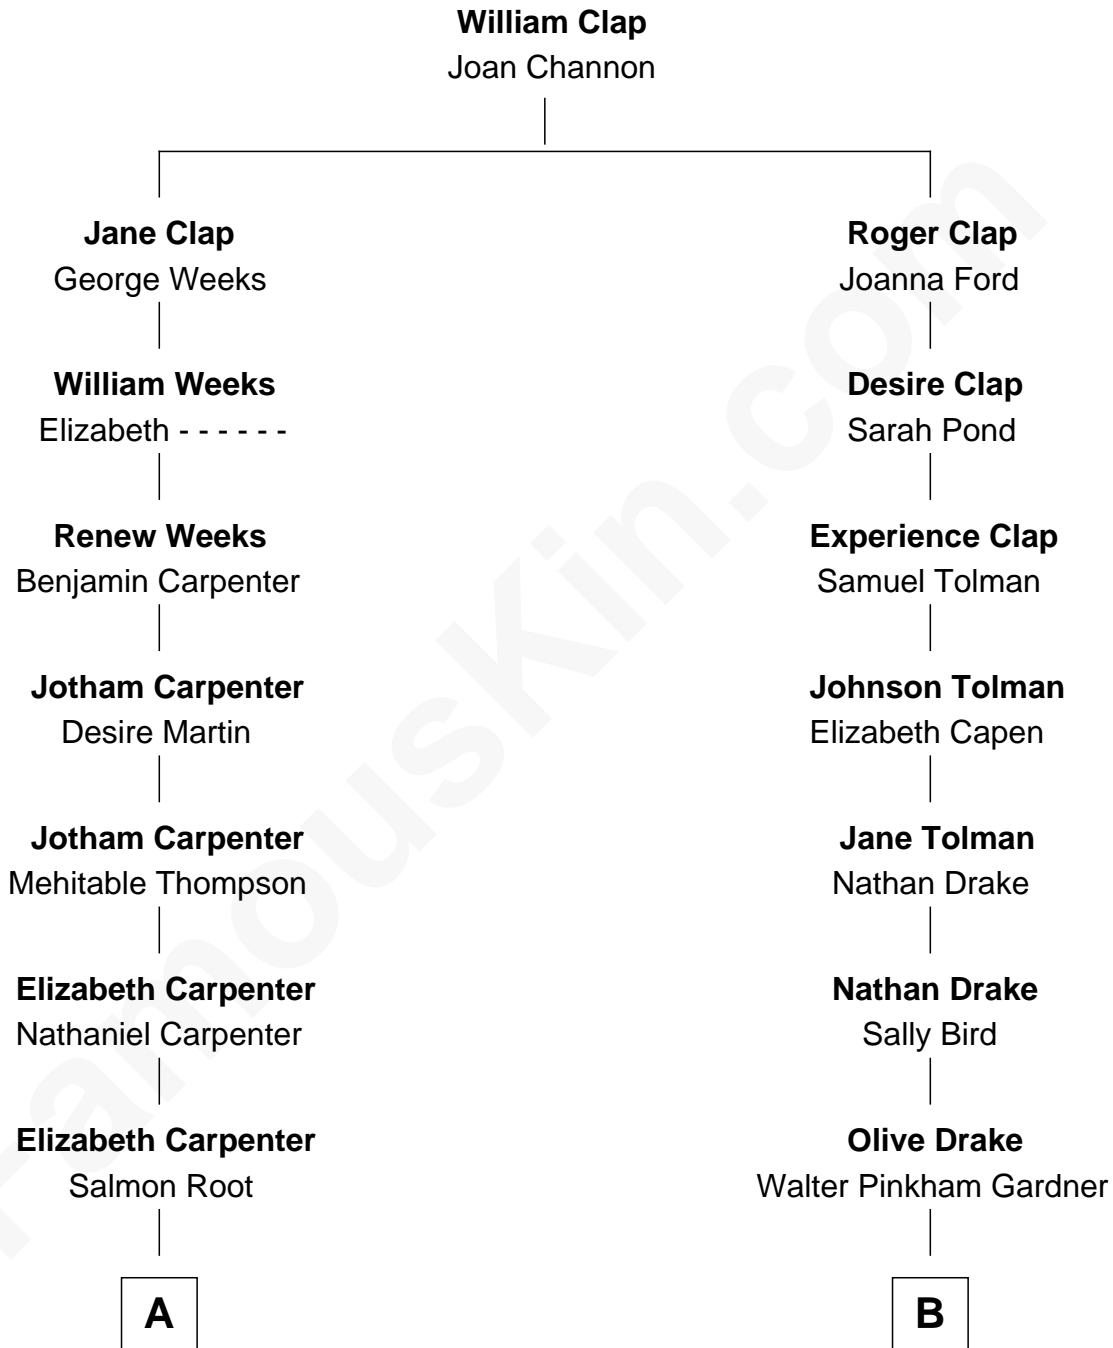 William Clap
Joan Channon
Jane Clap
George Weeks
William Weeks
Elizabeth - - - - - -
Renew Weeks
Benjamin Carpenter
Jotham Carpenter
Desire Martin
Jotham Carpenter
Mehitable Thompson
Elizabeth Carpenter
Nathaniel Carpenter
Elizabeth Carpenter
Salmon Root
A
Roger Clap
Joanna Ford
Desire Clap
Sarah Pond
Experience Clap
Samuel Tolman
Johnson Tolman
Elizabeth Capen
Jane Tolman
Nathan Drake
Nathan Drake
Sally Bird
Olive Drake
Walter Pinkham Gardner
B
FamousKin.com